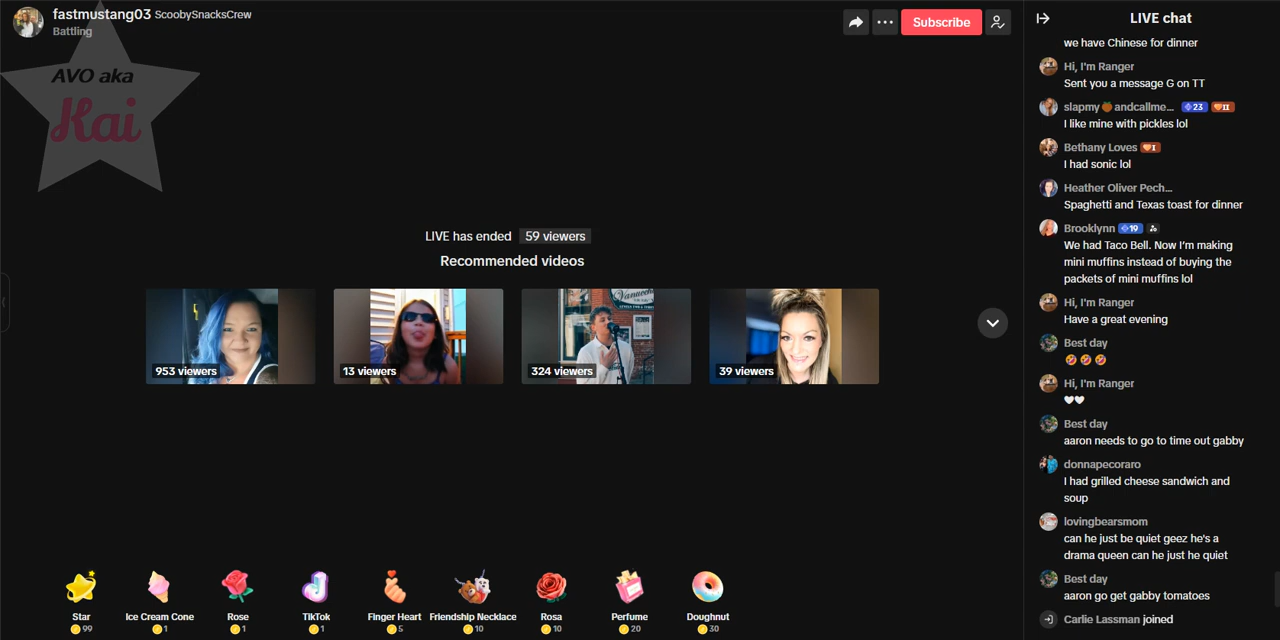 fastmustang03 ScoobySnacksCrew
Battling
Subscribe
AVO aka
Kai
LIVE has ended 59 viewers
Recommended videos
953 viewers
13 viewers
324 viewers
39 viewers
Star
99
Ice Cream Cone
1
Rose
1
TikTok
1
Finger Heart
5
Friendship Necklace
10
Rosa
10
Perfume
20
Doughnut
30
LIVE chat
we have Chinese for dinner
Hi, I'm Ranger
Sent you a message G on TT
slapmy🍍andcallme... 23 II
I like mine with pickles lol
Bethany Loves I
I had sonic lol
Heather Oliver Pech...
Spaghetti and Texas toast for dinner
Brooklynn 19
We had Taco Bell. Now I'm making
mini muffins instead of buying the
packets of mini muffins lol
Hi, I'm Ranger
Have a great evening
Best day
🤣🤣🤣
Hi, I'm Ranger
🤍🤍
Best day
aaron needs to go to time out gabby
donnapecoraro
I had grilled cheese sandwich and
soup
lovingbearsmom
can he just be quiet geez he's a
drama queen can he just he quiet
Best day
aaron go get gabby tomatoes
Carlie Lassman joined